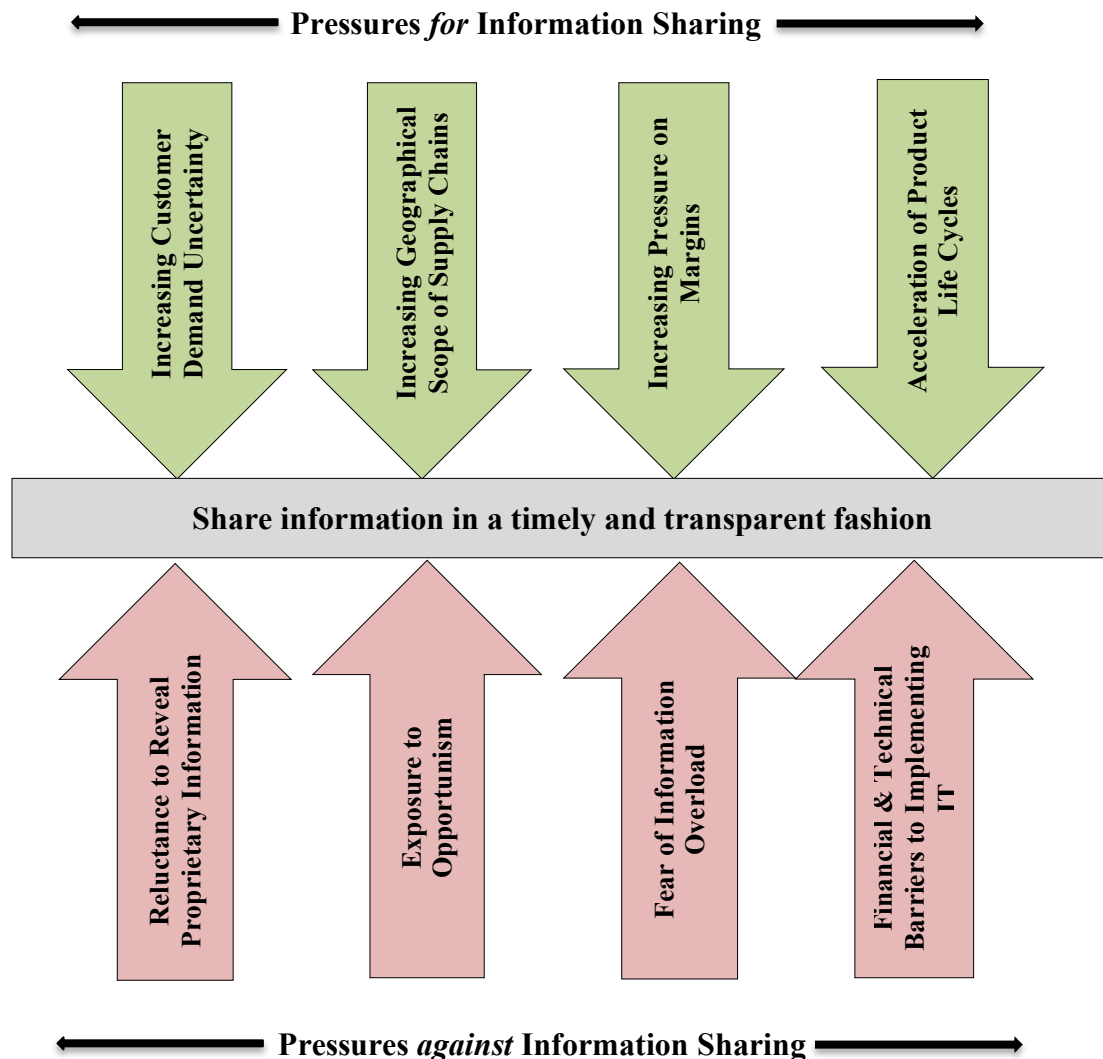 Pressures for Information Sharing
Increasing Customer
Demand Uncertainty
Increasing Geographical
Scope of Supply Chains
Increasing Pressure on
Margins
Acceleration of Product
Life Cycles
Share information in a timely and transparent fashion
Reluctance to Reveal
Proprietary Information
Exposure to
Opportunism
Fear of Information
Overload
Financial & Technical
Barriers to Implementing
IT
Pressures against Information Sharing